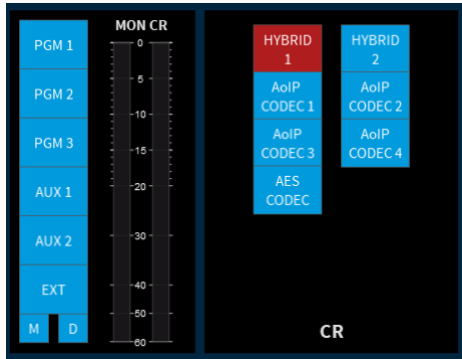 PGM 1
PGM 2
PGM 3
AUX 1
AUX 2
EXT
M D
MON CR
0
5
10
15
20
30
40
50
60
HYBRID
1
HYBRID
2
AoIP
CODEC 1
AoIP
CODEC 2
AoIP
CODEC 3
AoIP
CODEC 4
AES
CODEC
CR